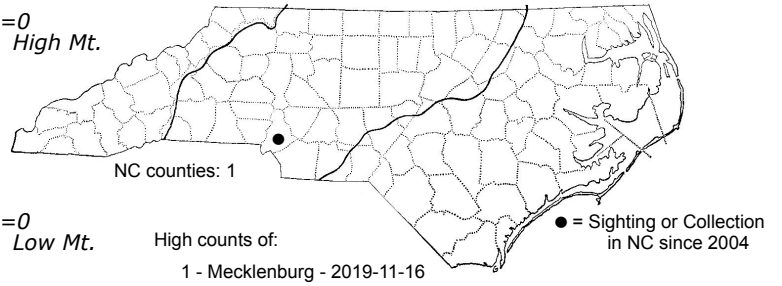 =0
High Mt.
NC counties: 1
=0
Low Mt.
High counts of:
1 - Mecklenburg - 2019-11-16
● = Sighting or Collection
in NC since 2004